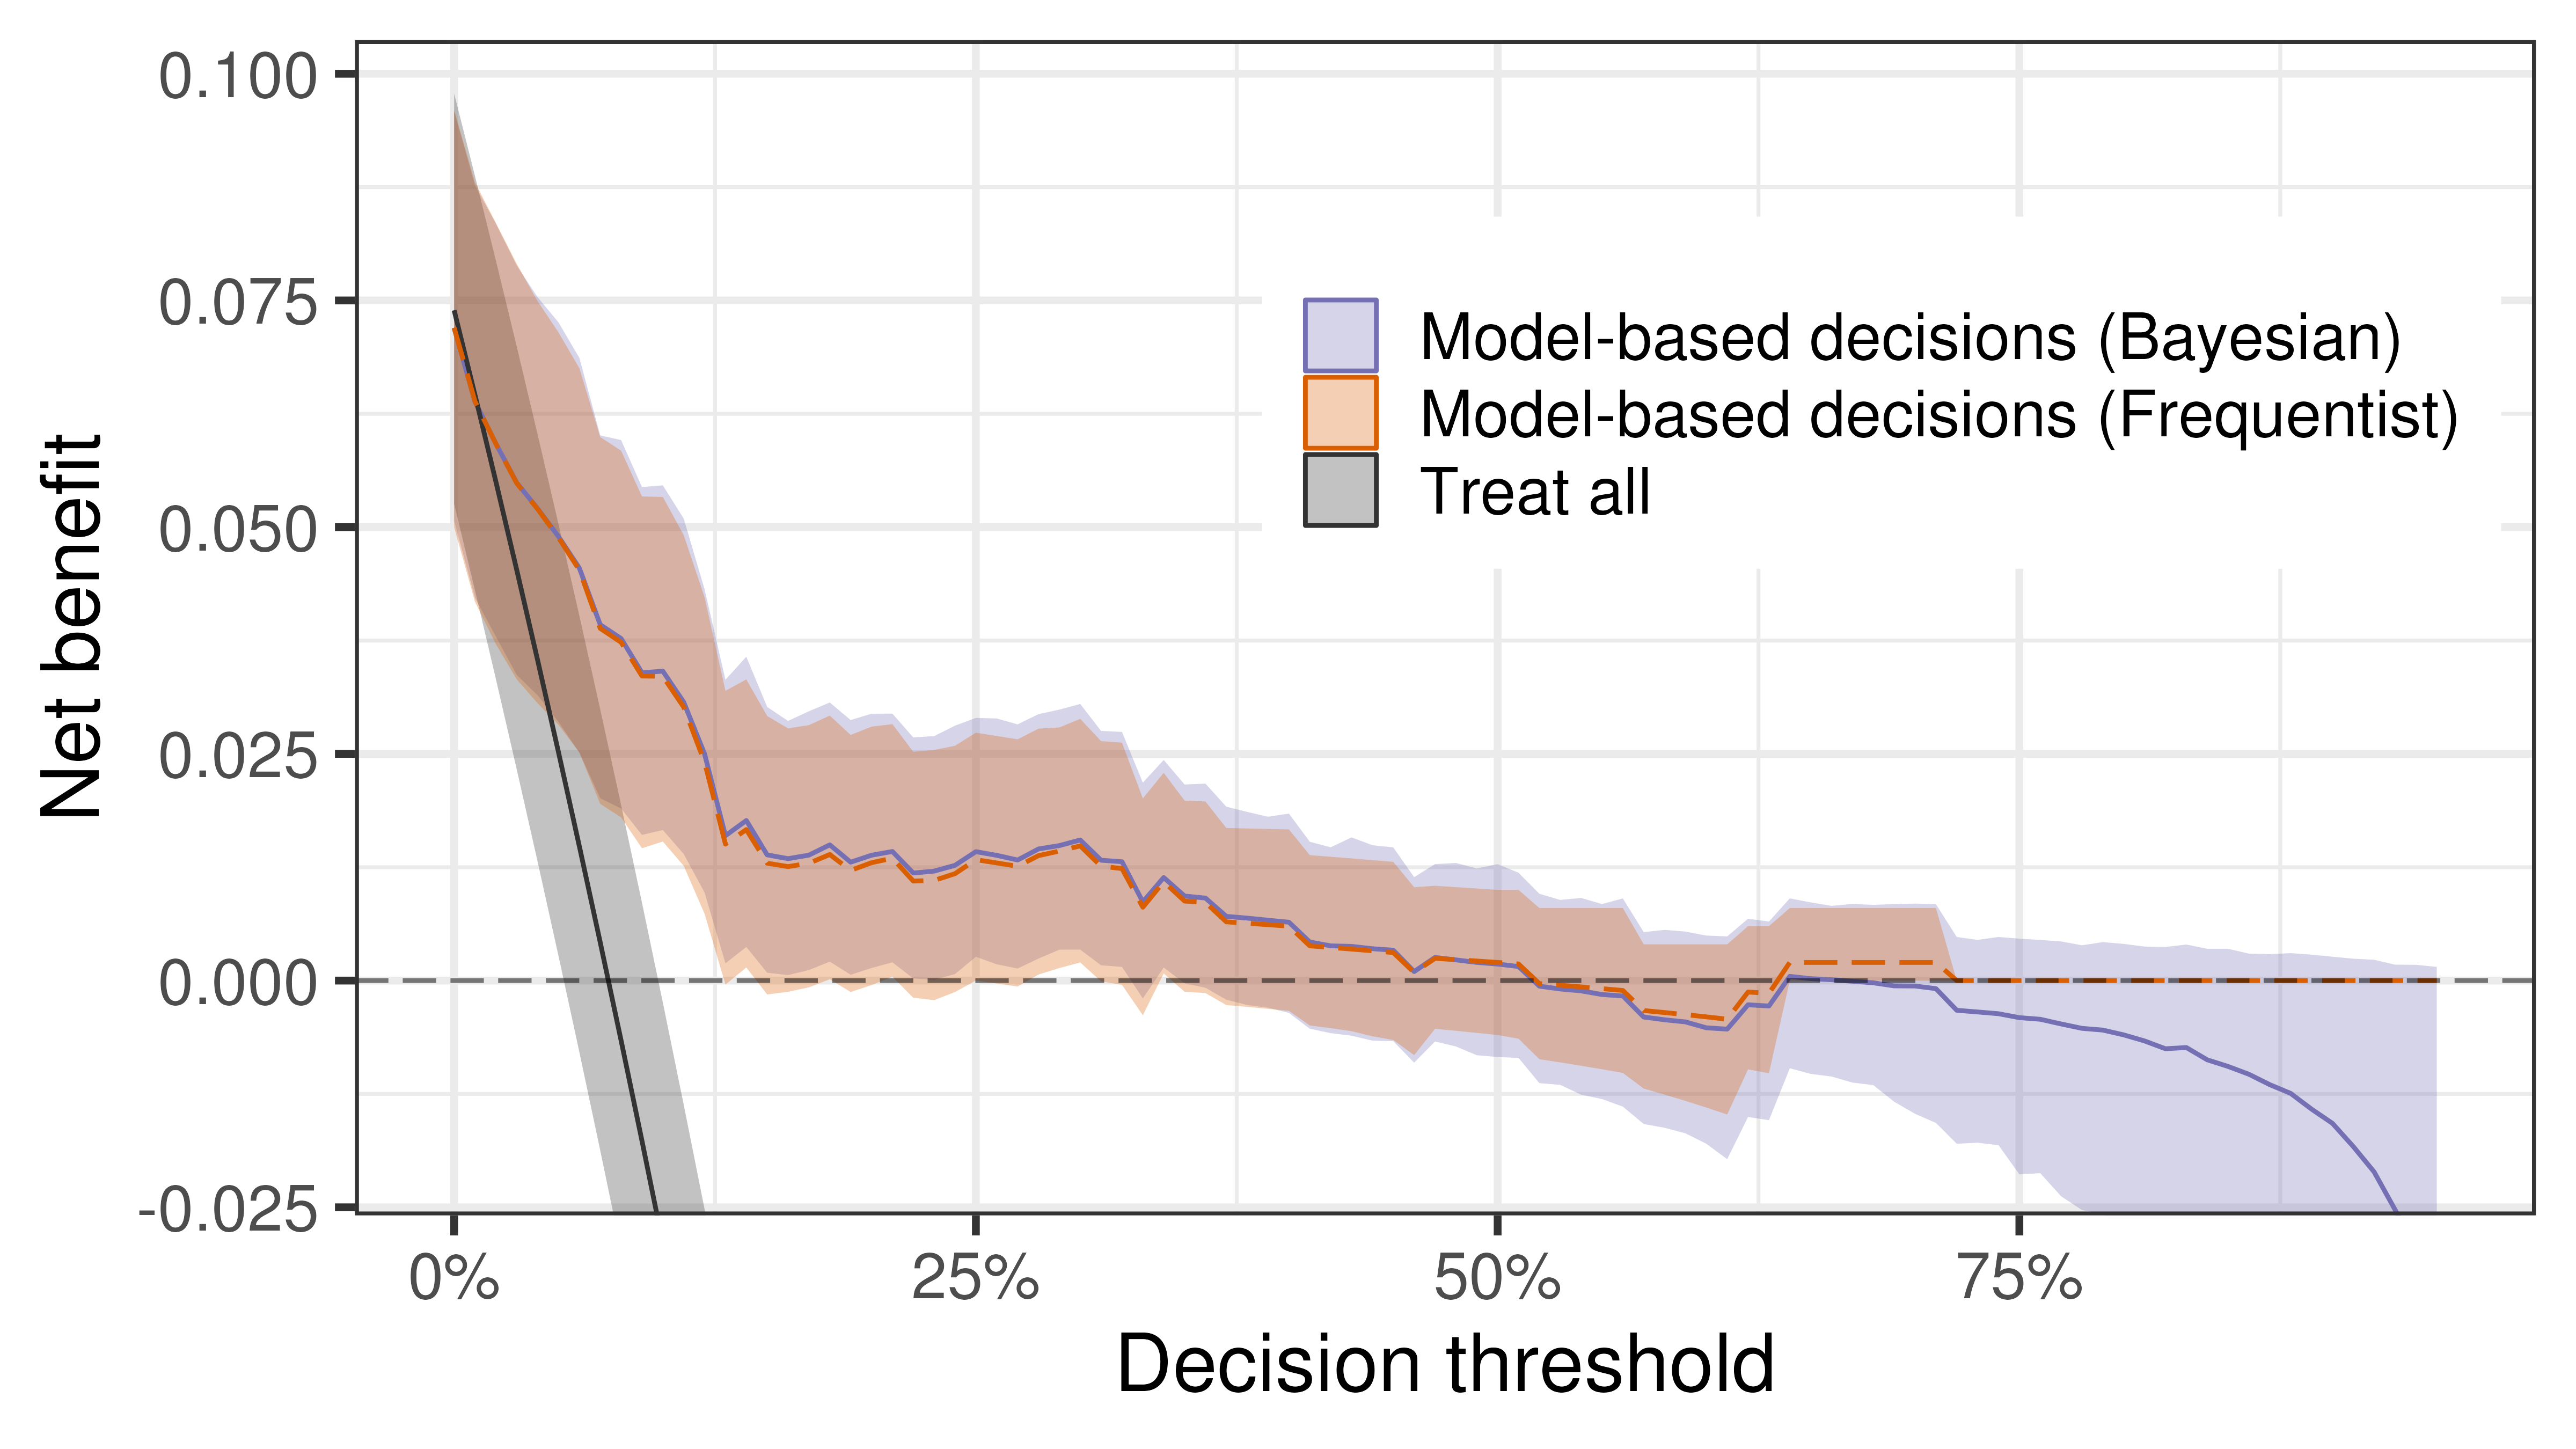 0.100
0.075
0.050
0.025
0.000
-0.025
Net benefit
Model-based decisions (Bayesian)
Model-based decisions (Frequentist)
Treat all
0%
25%
50%
75%
Decision threshold